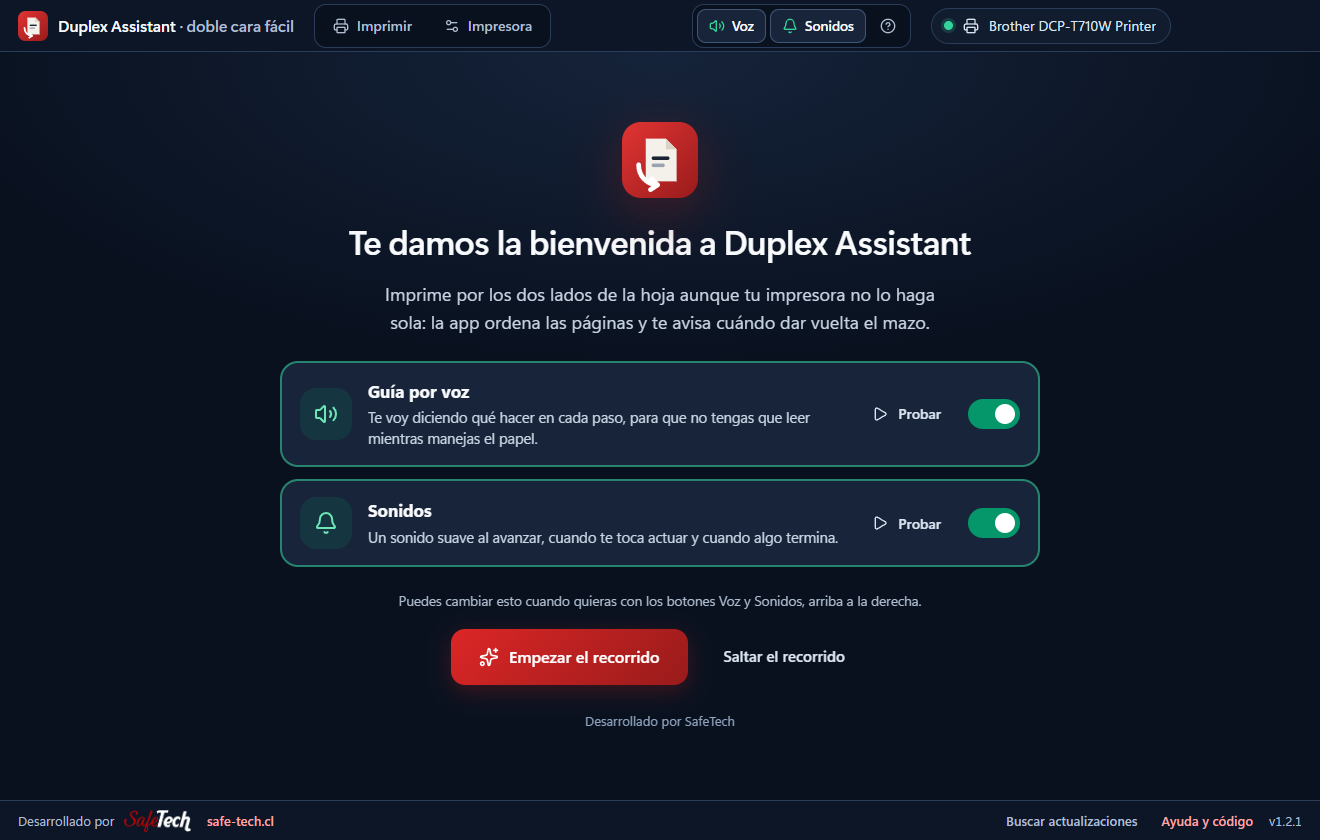 Duplex Assistant · doble cara fácil
Imprimir
Impresora
Voz
Sonidos
Brother DCP-T710W Printer
Te damos la bienvenida a Duplex Assistant
Imprime por los dos lados de la hoja aunque tu impresora no lo haga
sola: la app ordena las páginas y te avisa cuándo dar vuelta el mazo.
Guía por voz
Te voy diciendo qué hacer en cada paso, para que no tengas que leer
mientras manejas el papel.
Probar
Sonidos
Un sonido suave al avanzar, cuando te toca actuar y cuando algo termina.
Probar
Puedes cambiar esto cuando quieras con los botones Voz y Sonidos, arriba a la derecha.
Empezar el recorrido
Saltar el recorrido
Desarrollado por SafeTech
Desarrollado por SafeTech safe-tech.cl
Buscar actualizaciones
Ayuda y código
v1.2.1